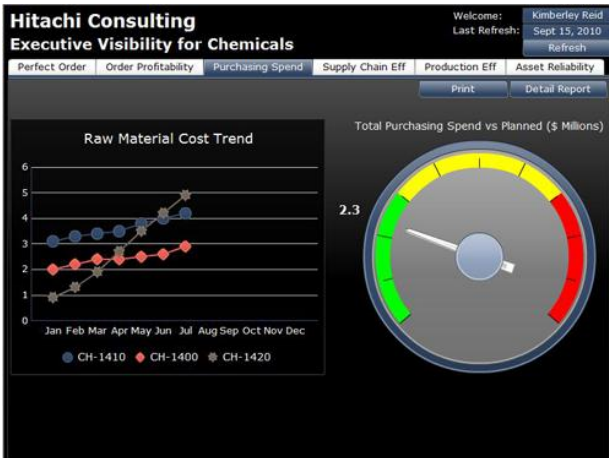 Hitachi Consulting
Executive Visibility for Chemicals
Welcome: Kimberley Reid
Last Refresh: Sept 15, 2010
Refresh
Perfect Order Order Profitability Purchasing Spend Supply Chain Eff Production Eff Asset Reliability
Print Detail Report
Raw Material Cost Trend
6
5
4
3
2
1
0
Jan Feb Mar Apr May Jun Jul Aug Sep Oct Nov Dec
CH-1410 CH-1400 CH-1420
Total Purchasing Spend vs Planned ($ Millions)
2.3